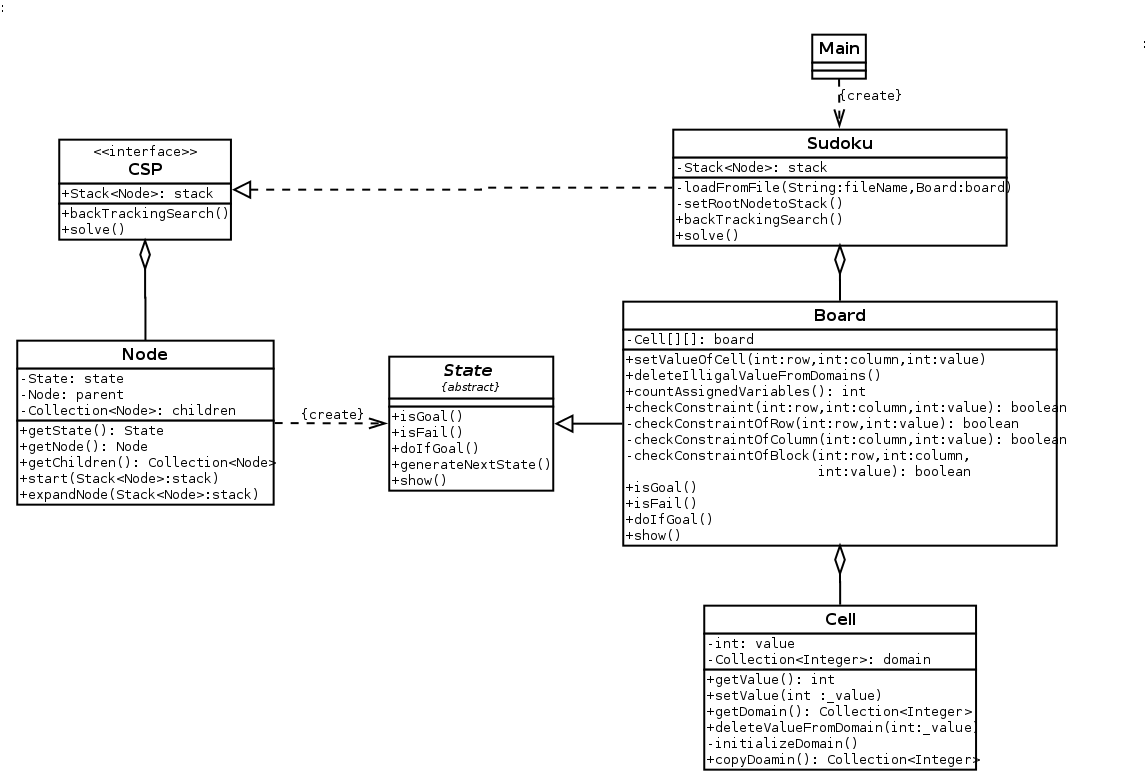 :
:
Main
{create}
<<interface>>
CSP
+Stack<Node>: stack
+backTrackingSearch()
+solve()
Sudoku
-Stack<Node>: stack
-loadFromFile(String:fileName,Board:board)
-setRootNodetoStack()
+backTrackingSearch()
+solve()
Node
-State: state
-Node: parent
-Collection<Node>: children
+getState(): State
+getNode(): Node
+getChildren(): Collection<Node>
+start(Stack<Node>:stack)
+expandNode(Stack<Node>:stack)
{create}
State
{abstract}
+isGoal()
+isFail()
+doIfGoal()
+generateNextState()
+show()
Board
-Cell[][]: board
+setValueOfCell(int:row,int:column,int:value)
+deleteIlligalValueFromDomains()
+countAssignedVariables(): int
+checkConstraint(int:row,int:column,int:value): boolean
-checkConstraintOfRow(int:row,int:value): boolean
-checkConstraintOfColumn(int:column,int:value): boolean
-checkConstraintOfBlock(int:row,int:column,
int:value): boolean
+isGoal()
+isFail()
+doIfGoal()
+show()
Cell
-int: value
-Collection<Integer>: domain
+getValue(): int
+setValue(int :_value)
+getDomain(): Collection<Integer>
+deleteValueFromDomain(int:_value)
-initializeDomain()
+copyDoamin(): Collection<Integer>